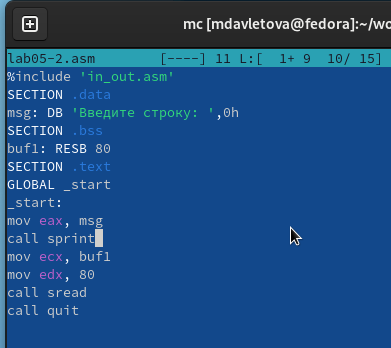 mc [mdavletova@fedora]:~/wo
lab05-2.asm [----] 11 L:[ 1+ 9 10/ 15]
%include 'in_out.asm'
SECTION .data
msg: DB 'Введите строку: ',0h
SECTION .bss
buf1: RESB 80
SECTION .text
GLOBAL _start
_start:
mov eax, msg
call sprint
mov ecx, buf1
mov edx, 80
call sread
call quit